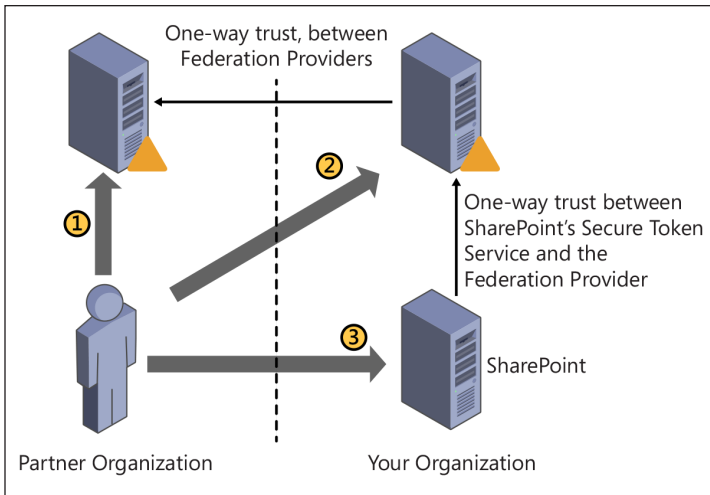 One-way trust, between
Federation Providers
2
1
One-way trust between
SharePoint's Secure Token
Service and the
Federation Provider
3
SharePoint
Partner Organization
Your Organization